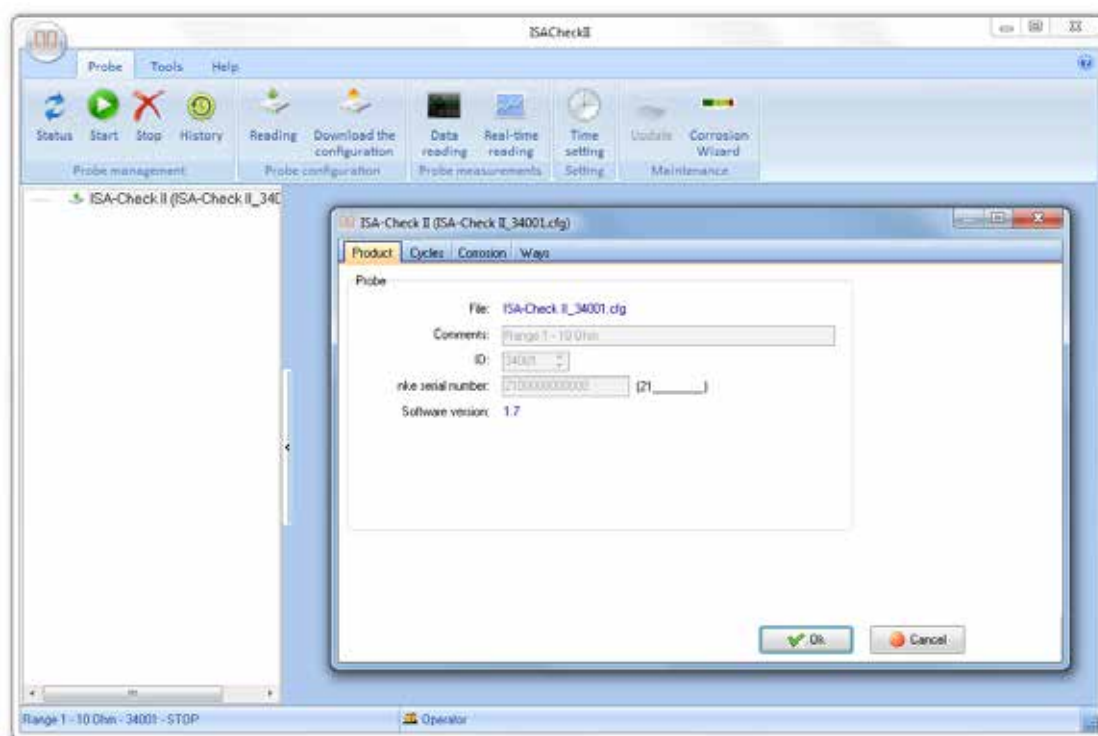 ISACheckII
Probe Tools Help
Status Start Stop History Reading Download the configuration Data reading Real-time reading Time setting Update Corrosion Wizard
Probe management Probe configuration Probe measurements Setting Maintenance
ISA-Check II (ISA-Check II_340
ISA-Check II (ISA-Check II_34001.cfg)
Product Cycles Corrosion Ways
Probe
File: ISA-Check II_34001.cfg
Comments: Range 1 - 10 Ohm
ID: 34001
nke serial number: (21________)
Software version: 1.7
Ok Cancel
Range 1 - 10 Ohm - 34001 - STOP Operator